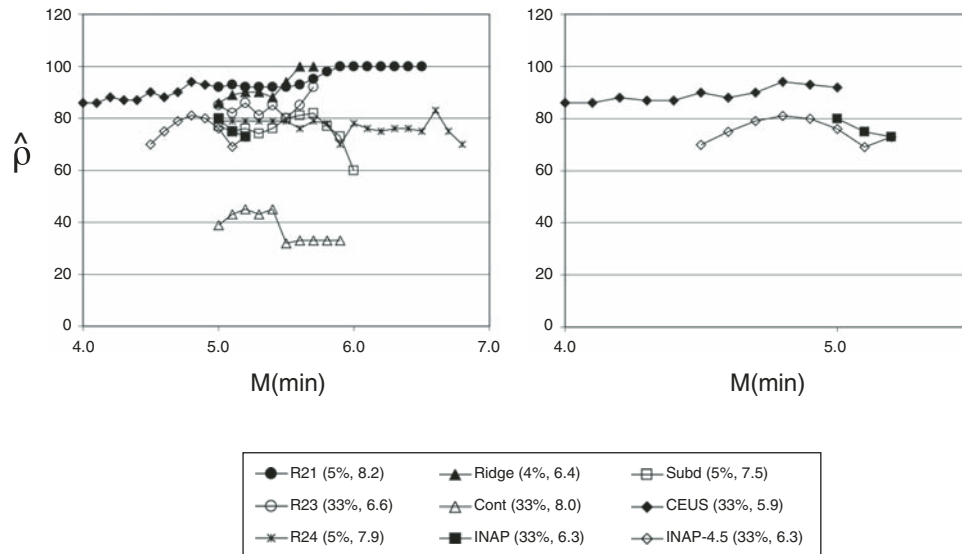 120
100
80
60
40
20
0
4.0 5.0 6.0 7.0
ρ̂
M(min)
120
100
80
60
40
20
0
4.0 5.0
M(min)
R21 (5%, 8.2) Ridge (4%, 6.4) Subd (5%, 7.5)
R23 (33%, 6.6) Cont (33%, 8.0) CEUS (33%, 5.9)
R24 (5%, 7.9) INAP (33%, 6.3) INAP-4.5 (33%, 6.3)